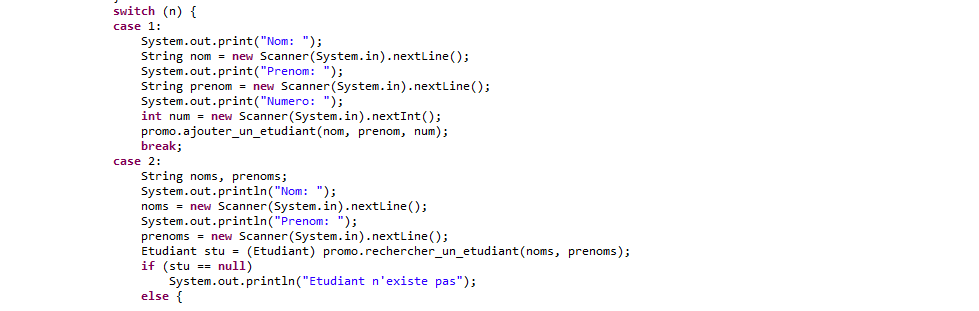 switch (n) {
case 1:
System.out.print("Nom: ");
String nom = new Scanner(System.in).nextLine();
System.out.print("Prenom: ");
String prenom = new Scanner(System.in).nextLine();
System.out.print("Numero: ");
int num = new Scanner(System.in).nextInt();
promo.ajouter_un_etudiant(nom, prenom, num);
break;
case 2:
String noms, prenoms;
System.out.println("Nom: ");
noms = new Scanner(System.in).nextLine();
System.out.println("Prenom: ");
prenoms = new Scanner(System.in).nextLine();
Etudiant stu = (Etudiant) promo.rechercher_un_etudiant(noms, prenoms);
if (stu == null)
System.out.println("Etudiant n'existe pas");
else {